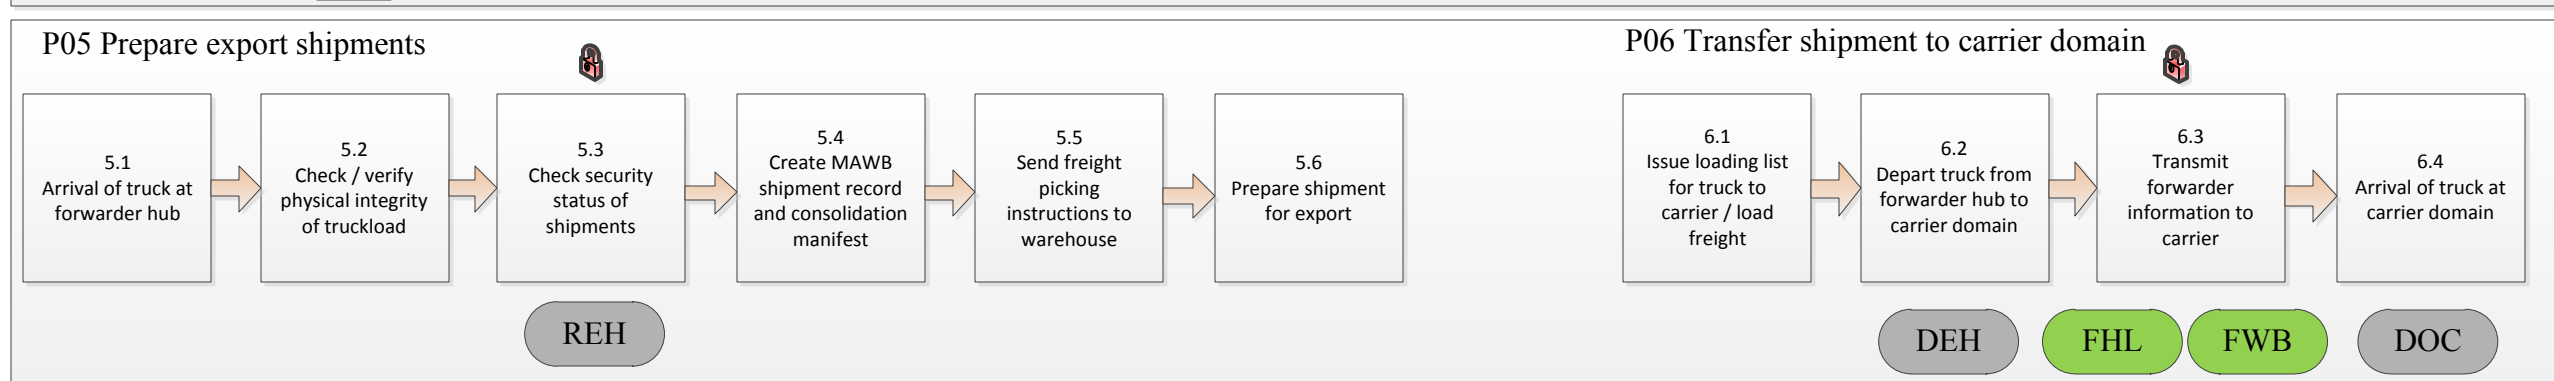 P05 Prepare export shipments
5.1
Arrival of truck at
forwarder hub
5.2
Check / verify
physical integrity
of truckload
5.3
Check security
status of
shipments
5.4
Create MAWB
shipment record
and consolidation
manifest
5.5
Send freight
picking
instructions to
warehouse
5.6
Prepare shipment
for export
REH
P06 Transfer shipment to carrier domain
6.1
Issue loading list
for truck to
carrier / load
freight
6.2
Depart truck from
forwarder hub to
carrier domain
6.3
Transmit
forwarder
information to
carrier
6.4
Arrival of truck at
carrier domain
DEH
FHL
FWB
DOC